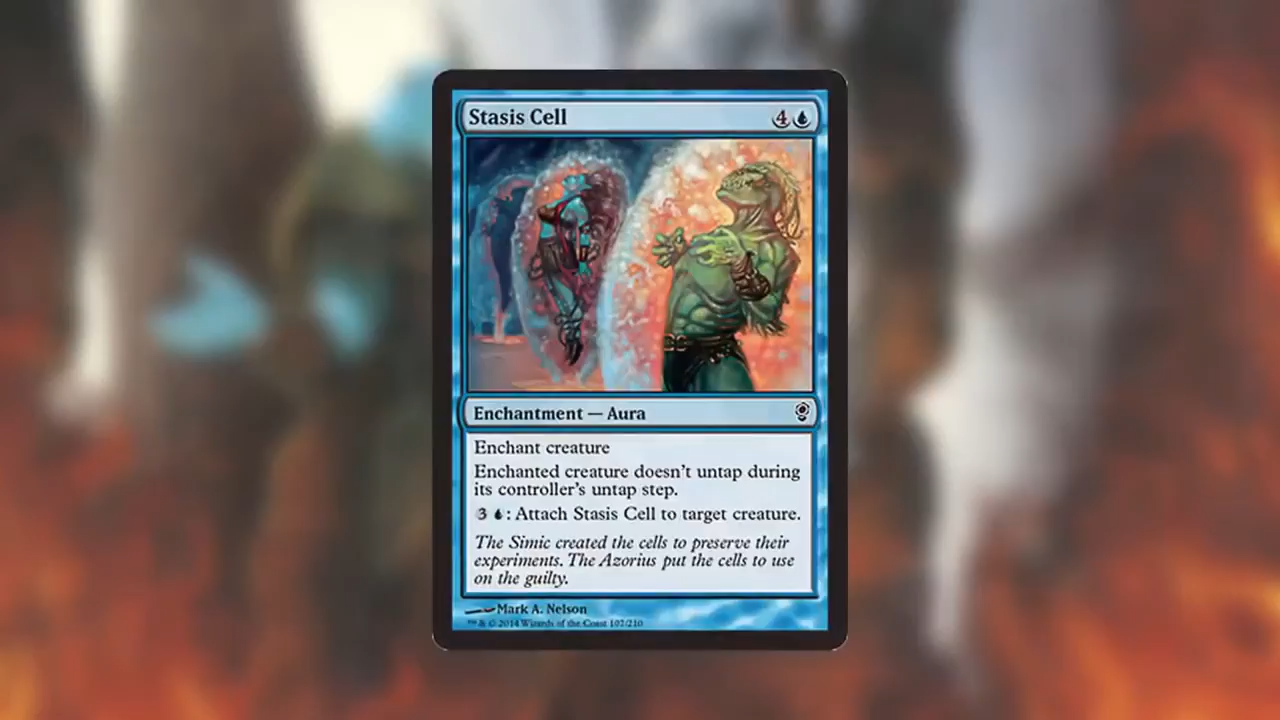 Stasis Cell 4
Enchantment — Aura
Enchant creature
Enchanted creature doesn't untap during
its controller's untap step.
3 : Attach Stasis Cell to target creature.
The Simic created the cells to preserve their
experiments. The Azorius put the cells to use
on the guilty.
Mark A. Nelson
™ & © 2014 Wizards of the Coast 102/210